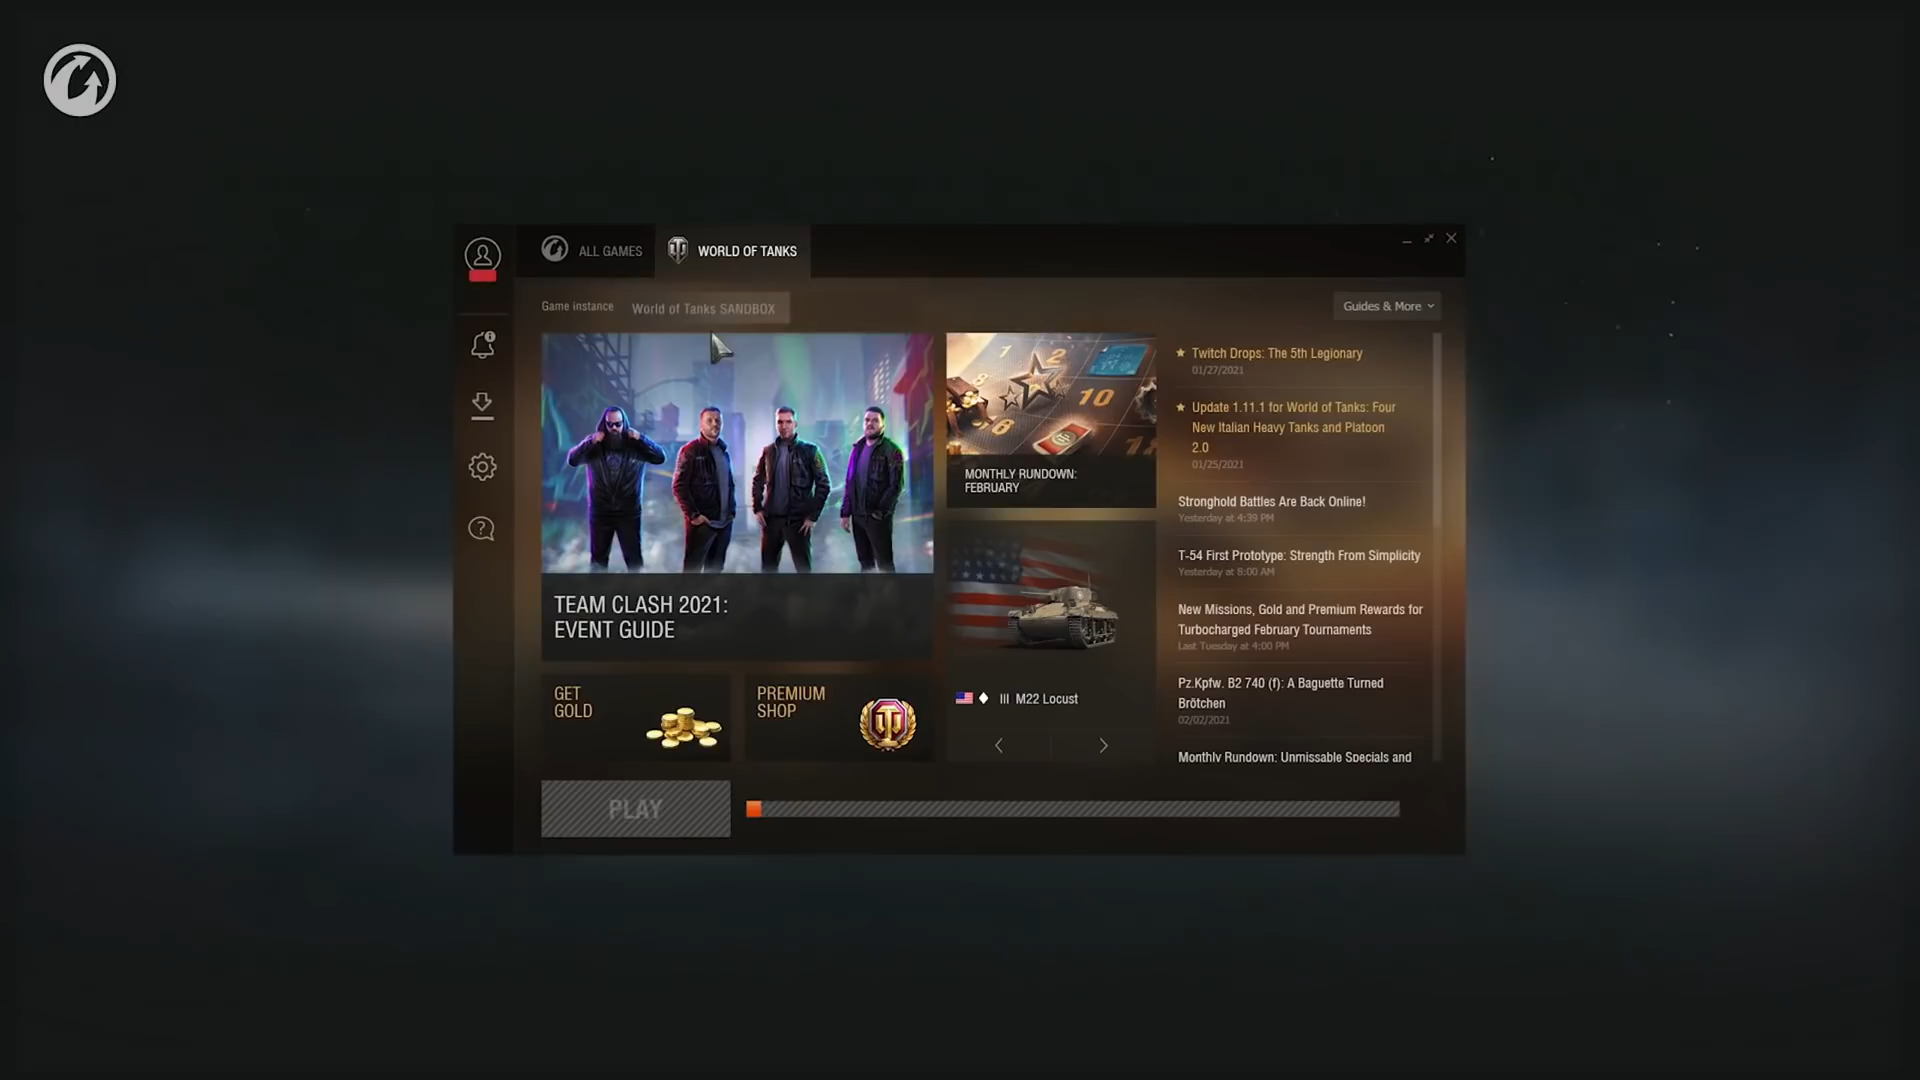 ALL GAMES
WORLD OF TANKS
Game instance
World of Tanks SANDBOX
Guides & More
TEAM CLASH 2021:
EVENT GUIDE
GET
GOLD
PREMIUM
SHOP
1
2
10
8
6
MONTHLY RUNDOWN:
FEBRUARY
III M22 Locust
Twitch Drops: The 5th Legionary
01/27/2021
Update 1.11.1 for World of Tanks: Four
New Italian Heavy Tanks and Platoon
2.0
01/25/2021
Stronghold Battles Are Back Online!
Yesterday at 4:39 PM
T-54 First Prototype: Strength From Simplicity
Yesterday at 8:00 AM
New Missions, Gold and Premium Rewards for
Turbocharged February Tournaments
Last Tuesday at 4:00 PM
Pz.Kpfw. B2 740 (f): A Baguette Turned
Brötchen
02/02/2021
Monthly Rundown: Unmissable Specials and
PLAY